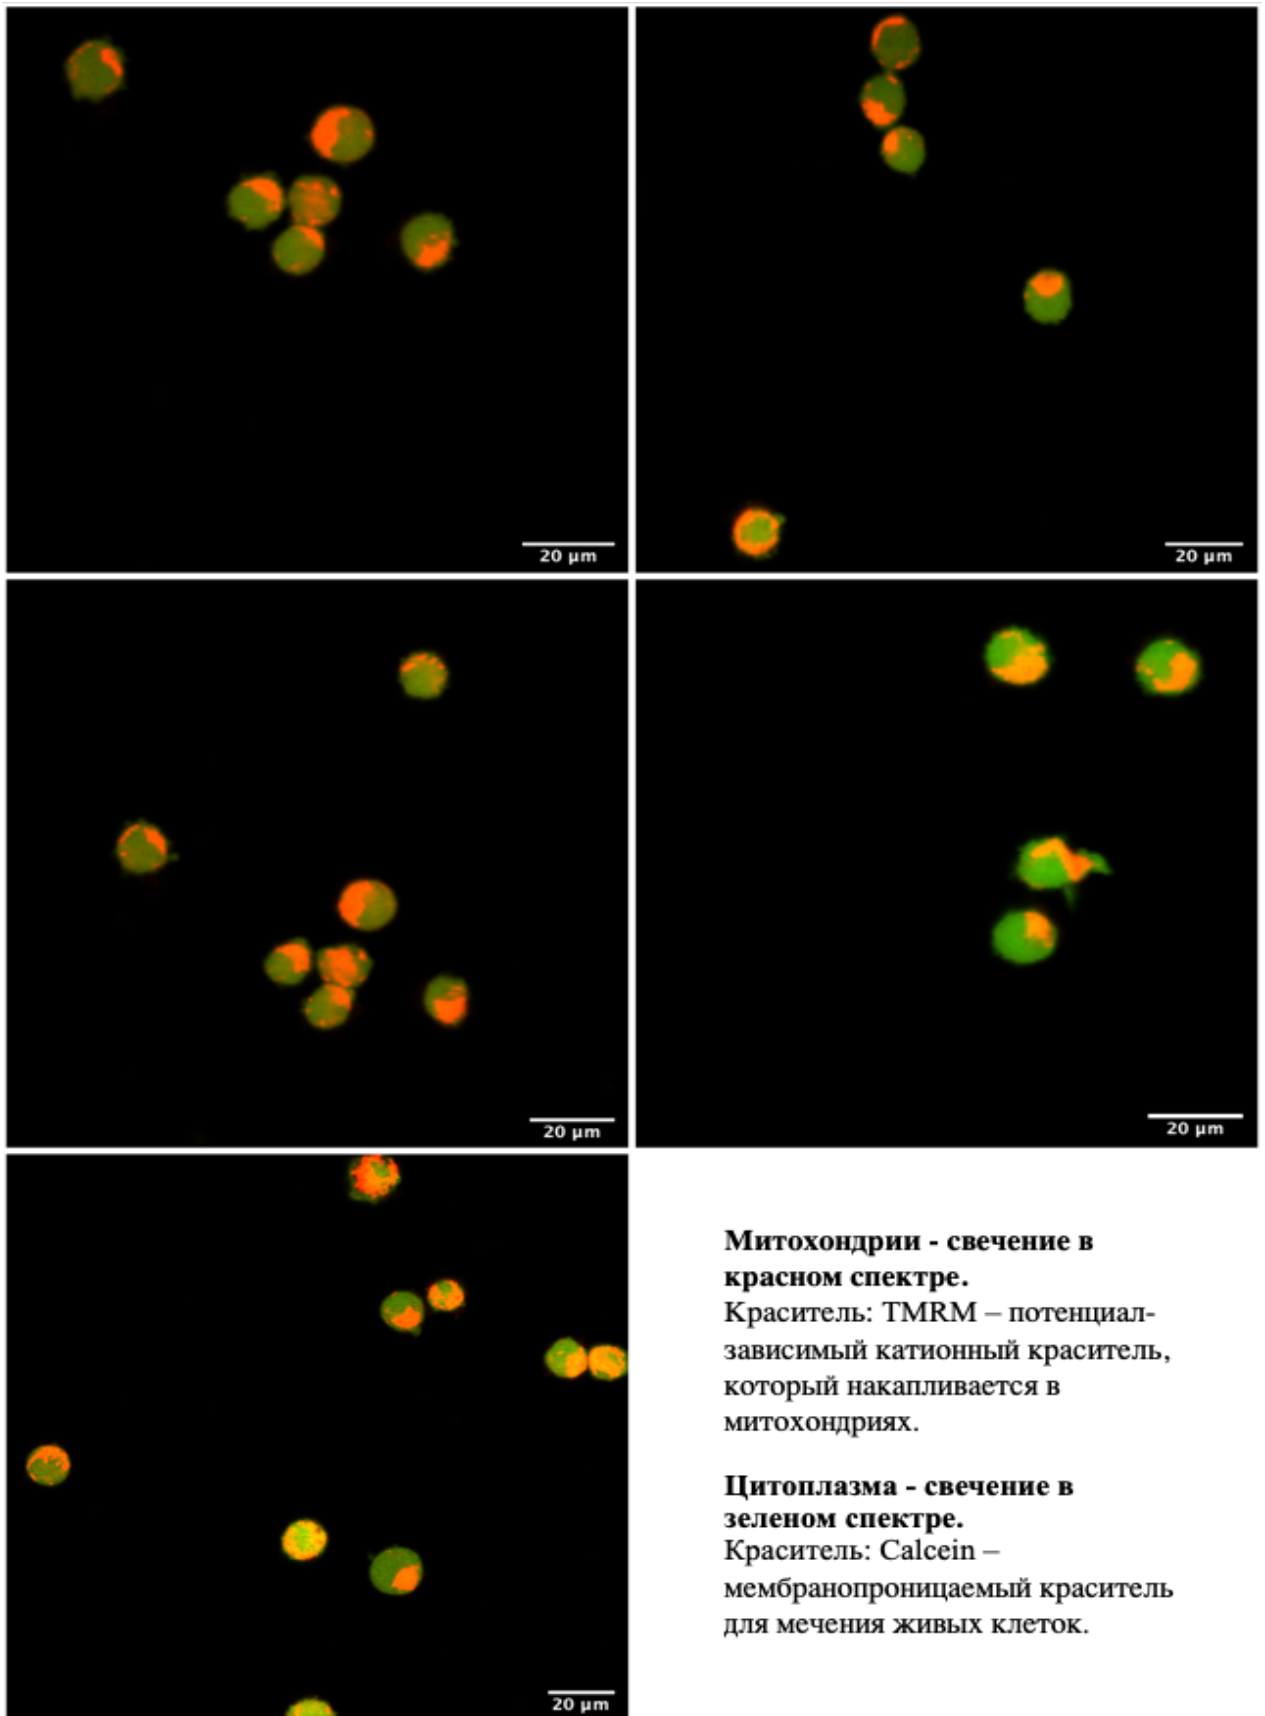 20 µm
20 µm
20 µm
20 µm
Митохондрии - свечение в
красном спектре.
Краситель: TMRM – потенциал-
зависимый катионный краситель,
который накапливается в
митохондриях.
Цитоплазма - свечение в
зеленом спектре.
Краситель: Calcein –
мембранопроницаемый краситель
для мечения живых клеток.
20 µm